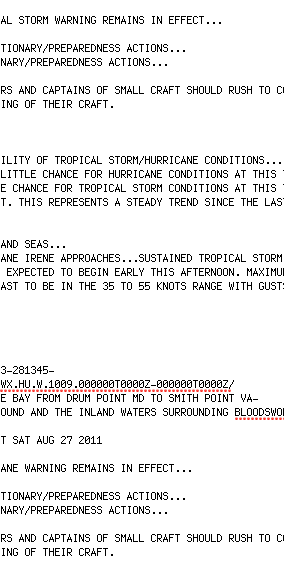 AL STORM WARNING REMAINS IN EFFECT...
TIONARY/PREPAREDNESS ACTIONS...
NARY/PREPAREDNESS ACTIONS...
RS AND CAPTAINS OF SMALL CRAFT SHOULD RUSH TO
ING OF THEIR CRAFT.
ILITY OF TROPICAL STORM/HURRICANE CONDITIONS...
LITTLE CHANCE FOR HURRICANE CONDITIONS AT THIS
E CHANCE FOR TROPICAL STORM CONDITIONS AT THIS
T. THIS REPRESENTS A STEADY TREND SINCE THE LAS
AND SEAS...
ANE IRENE APPROACHES...SUSTAINED TROPICAL STORM
EXPECTED TO BEGIN EARLY THIS AFTERNOON. MAXIMU
AST TO BE IN THE 35 TO 55 KNOTS RANGE WITH GUST
3-281345-
WX.HU.W.1009.000000T0000Z-000000T0000Z/
E BAY FROM DRUM POINT MD TO SMITH POINT VA-
OUND AND THE INLAND WATERS SURROUNDING BLOODSWO
T SAT AUG 27 2011
ANE WARNING REMAINS IN EFFECT...
TIONARY/PREPAREDNESS ACTIONS...
NARY/PREPAREDNESS ACTIONS...
RS AND CAPTAINS OF SMALL CRAFT SHOULD RUSH TO
ING OF THEIR CRAFT.